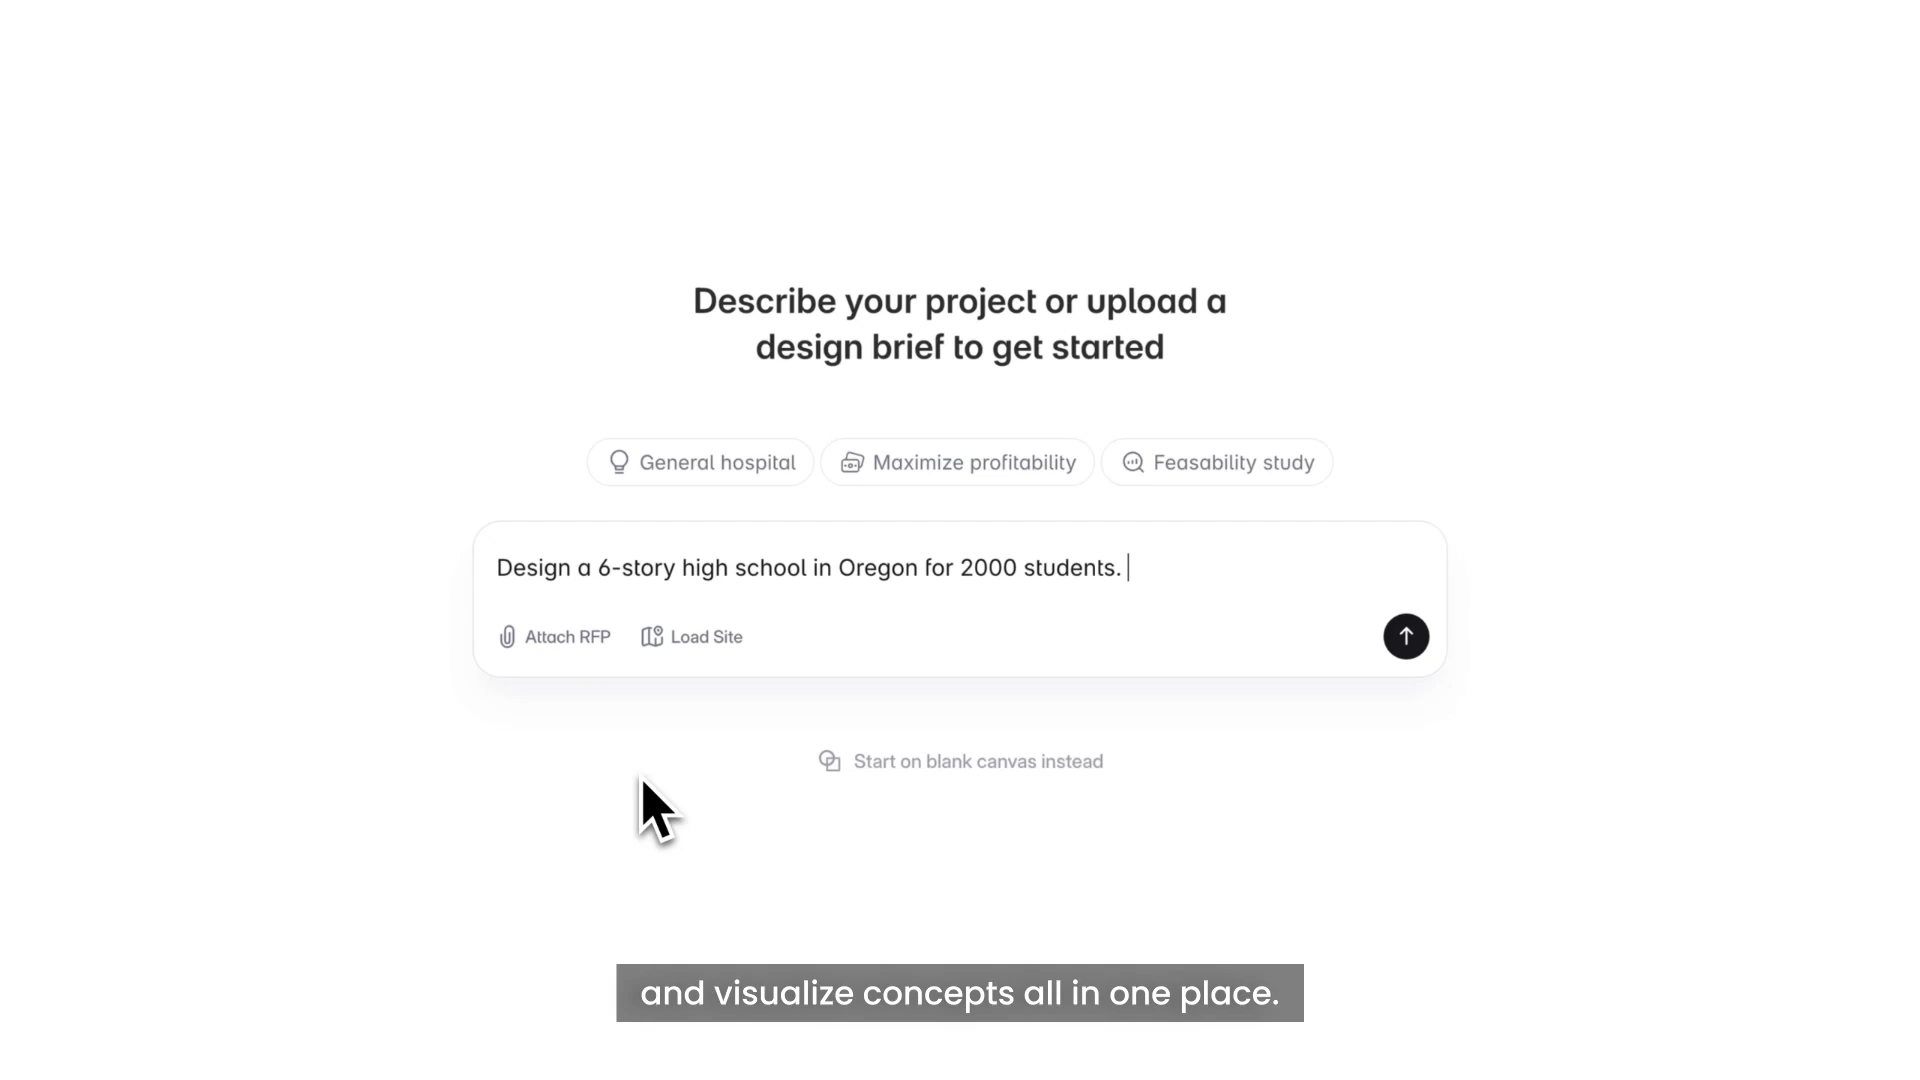 Describe your project or upload a
design brief to get started
General hospital
Maximize profitability
Feasability study
Design a 6-story high school in Oregon for 2000 students.
Attach RFP
Load Site
Start on blank canvas instead
and visualize concepts all in one place.